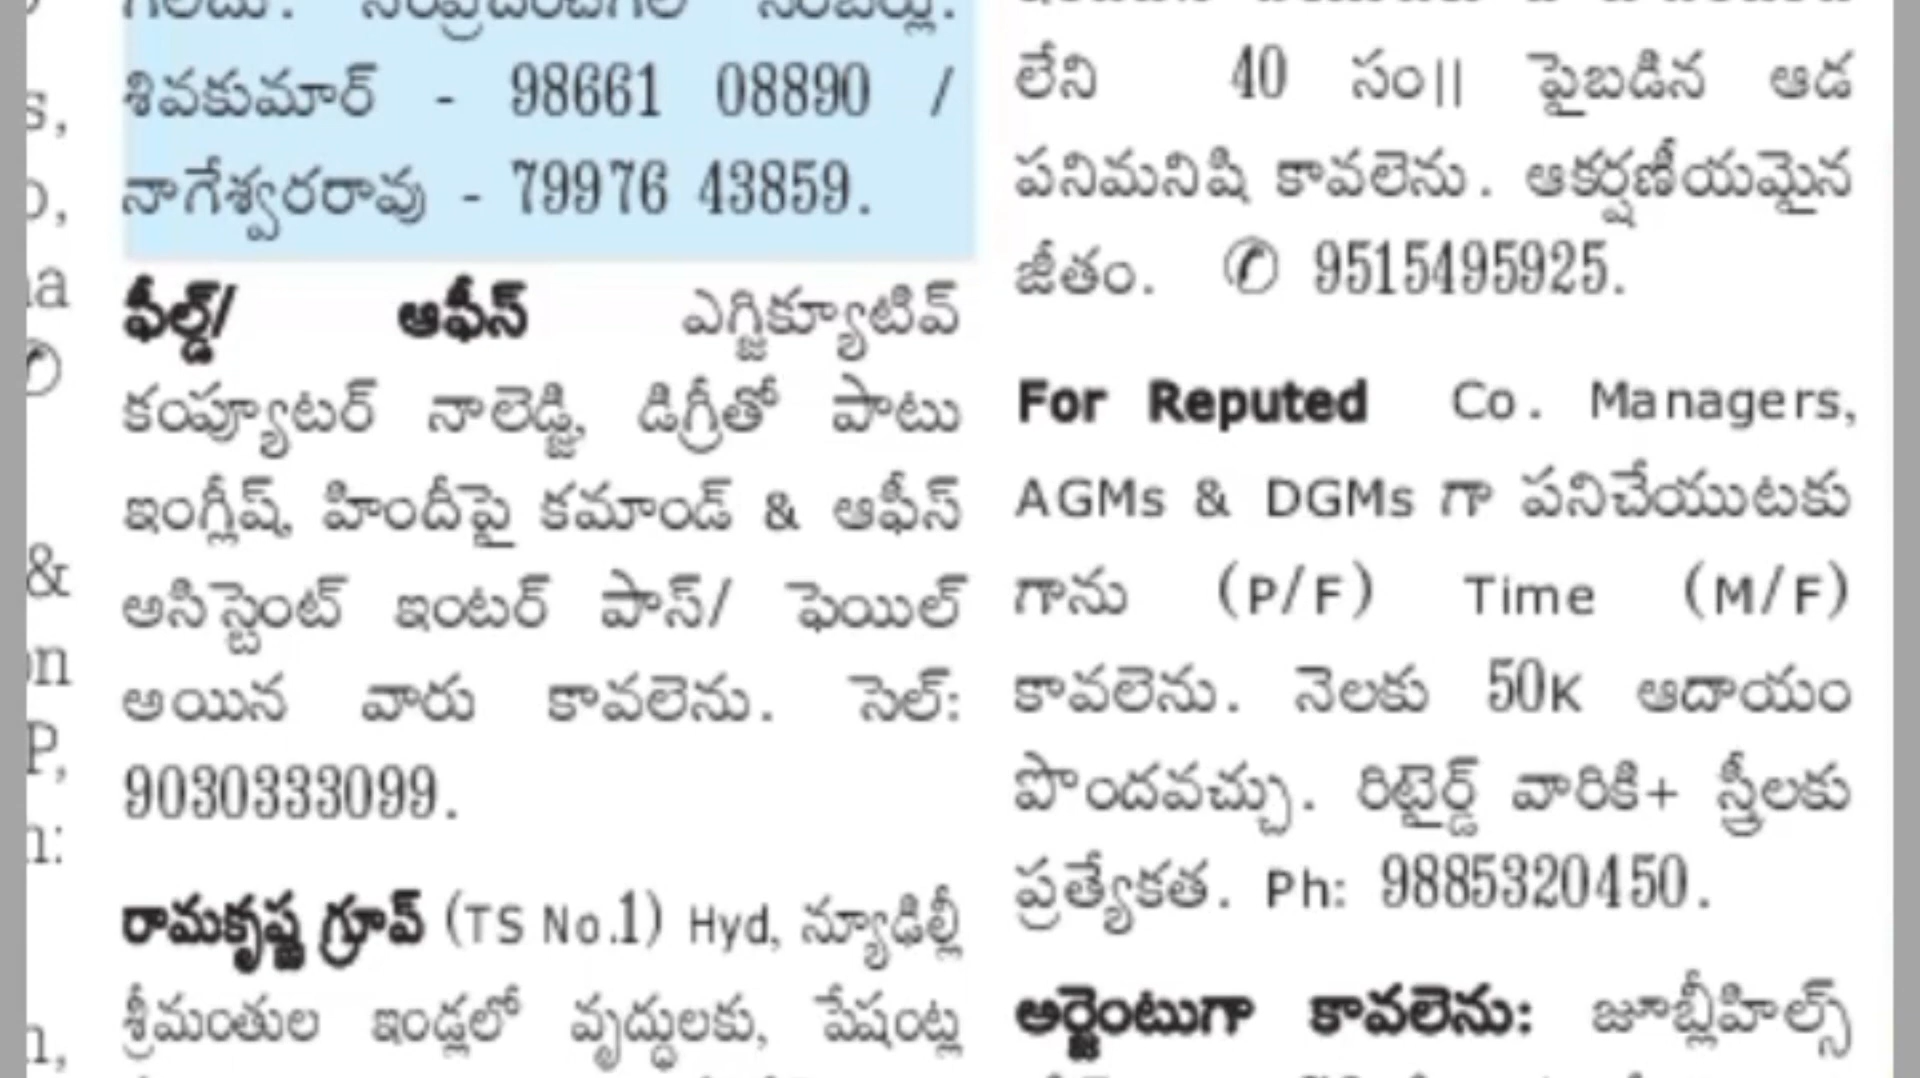 శివకుమార్ - 98661 08890 /
నాగేశ్వరరావు - 79976 43859.
ఫీల్డ్/ ఆఫీస్ ఎగ్జిక్యూటివ్
కంప్యూటర్ నాలెడ్జి, డిగ్రీతో పాటు
ఇంగ్లీష్, హిందీపై కమాండ్ & ఆఫీస్
అసిస్టెంట్ ఇంటర్ పాస్/ ఫెయిల్
అయిన వారు కావలెను. సెల్:
9030333099.
రామకృష్ణ గ్రూప్ (TS No.1) Hyd, న్యూఢిల్లీ
శ్రీమంతుల ఇండ్లలో వృద్ధులకు, పేషంట్ల
లేని 40 సం|| పైబడిన ఆడ
పనిమనిషి కావలెను. ఆకర్షణీయమైన
జీతం. ✆ 9515495925.
For Reputed Co. Managers,
AGMs & DGMs గా పనిచేయుటకు
గాను (P/F) Time (M/F)
కావలెను. నెలకు 50K ఆదాయం
పొందవచ్చు. రిటైర్డ్ వారికి+ స్త్రీలకు
ప్రత్యేకత. Ph: 9885320450.
అర్జెంటుగా కావలెను: జూబ్లీహిల్స్